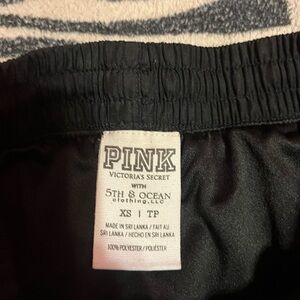 PINK
VICTORIA'S SECRET
WITH
5TH & OCEAN
clothing, LLC
XS | TP
MADE IN SRI LANKA / FAIT AU
SRI LANKA / HECHO EN SRI LANKA
100% POLYESTER / POLIÉSTER